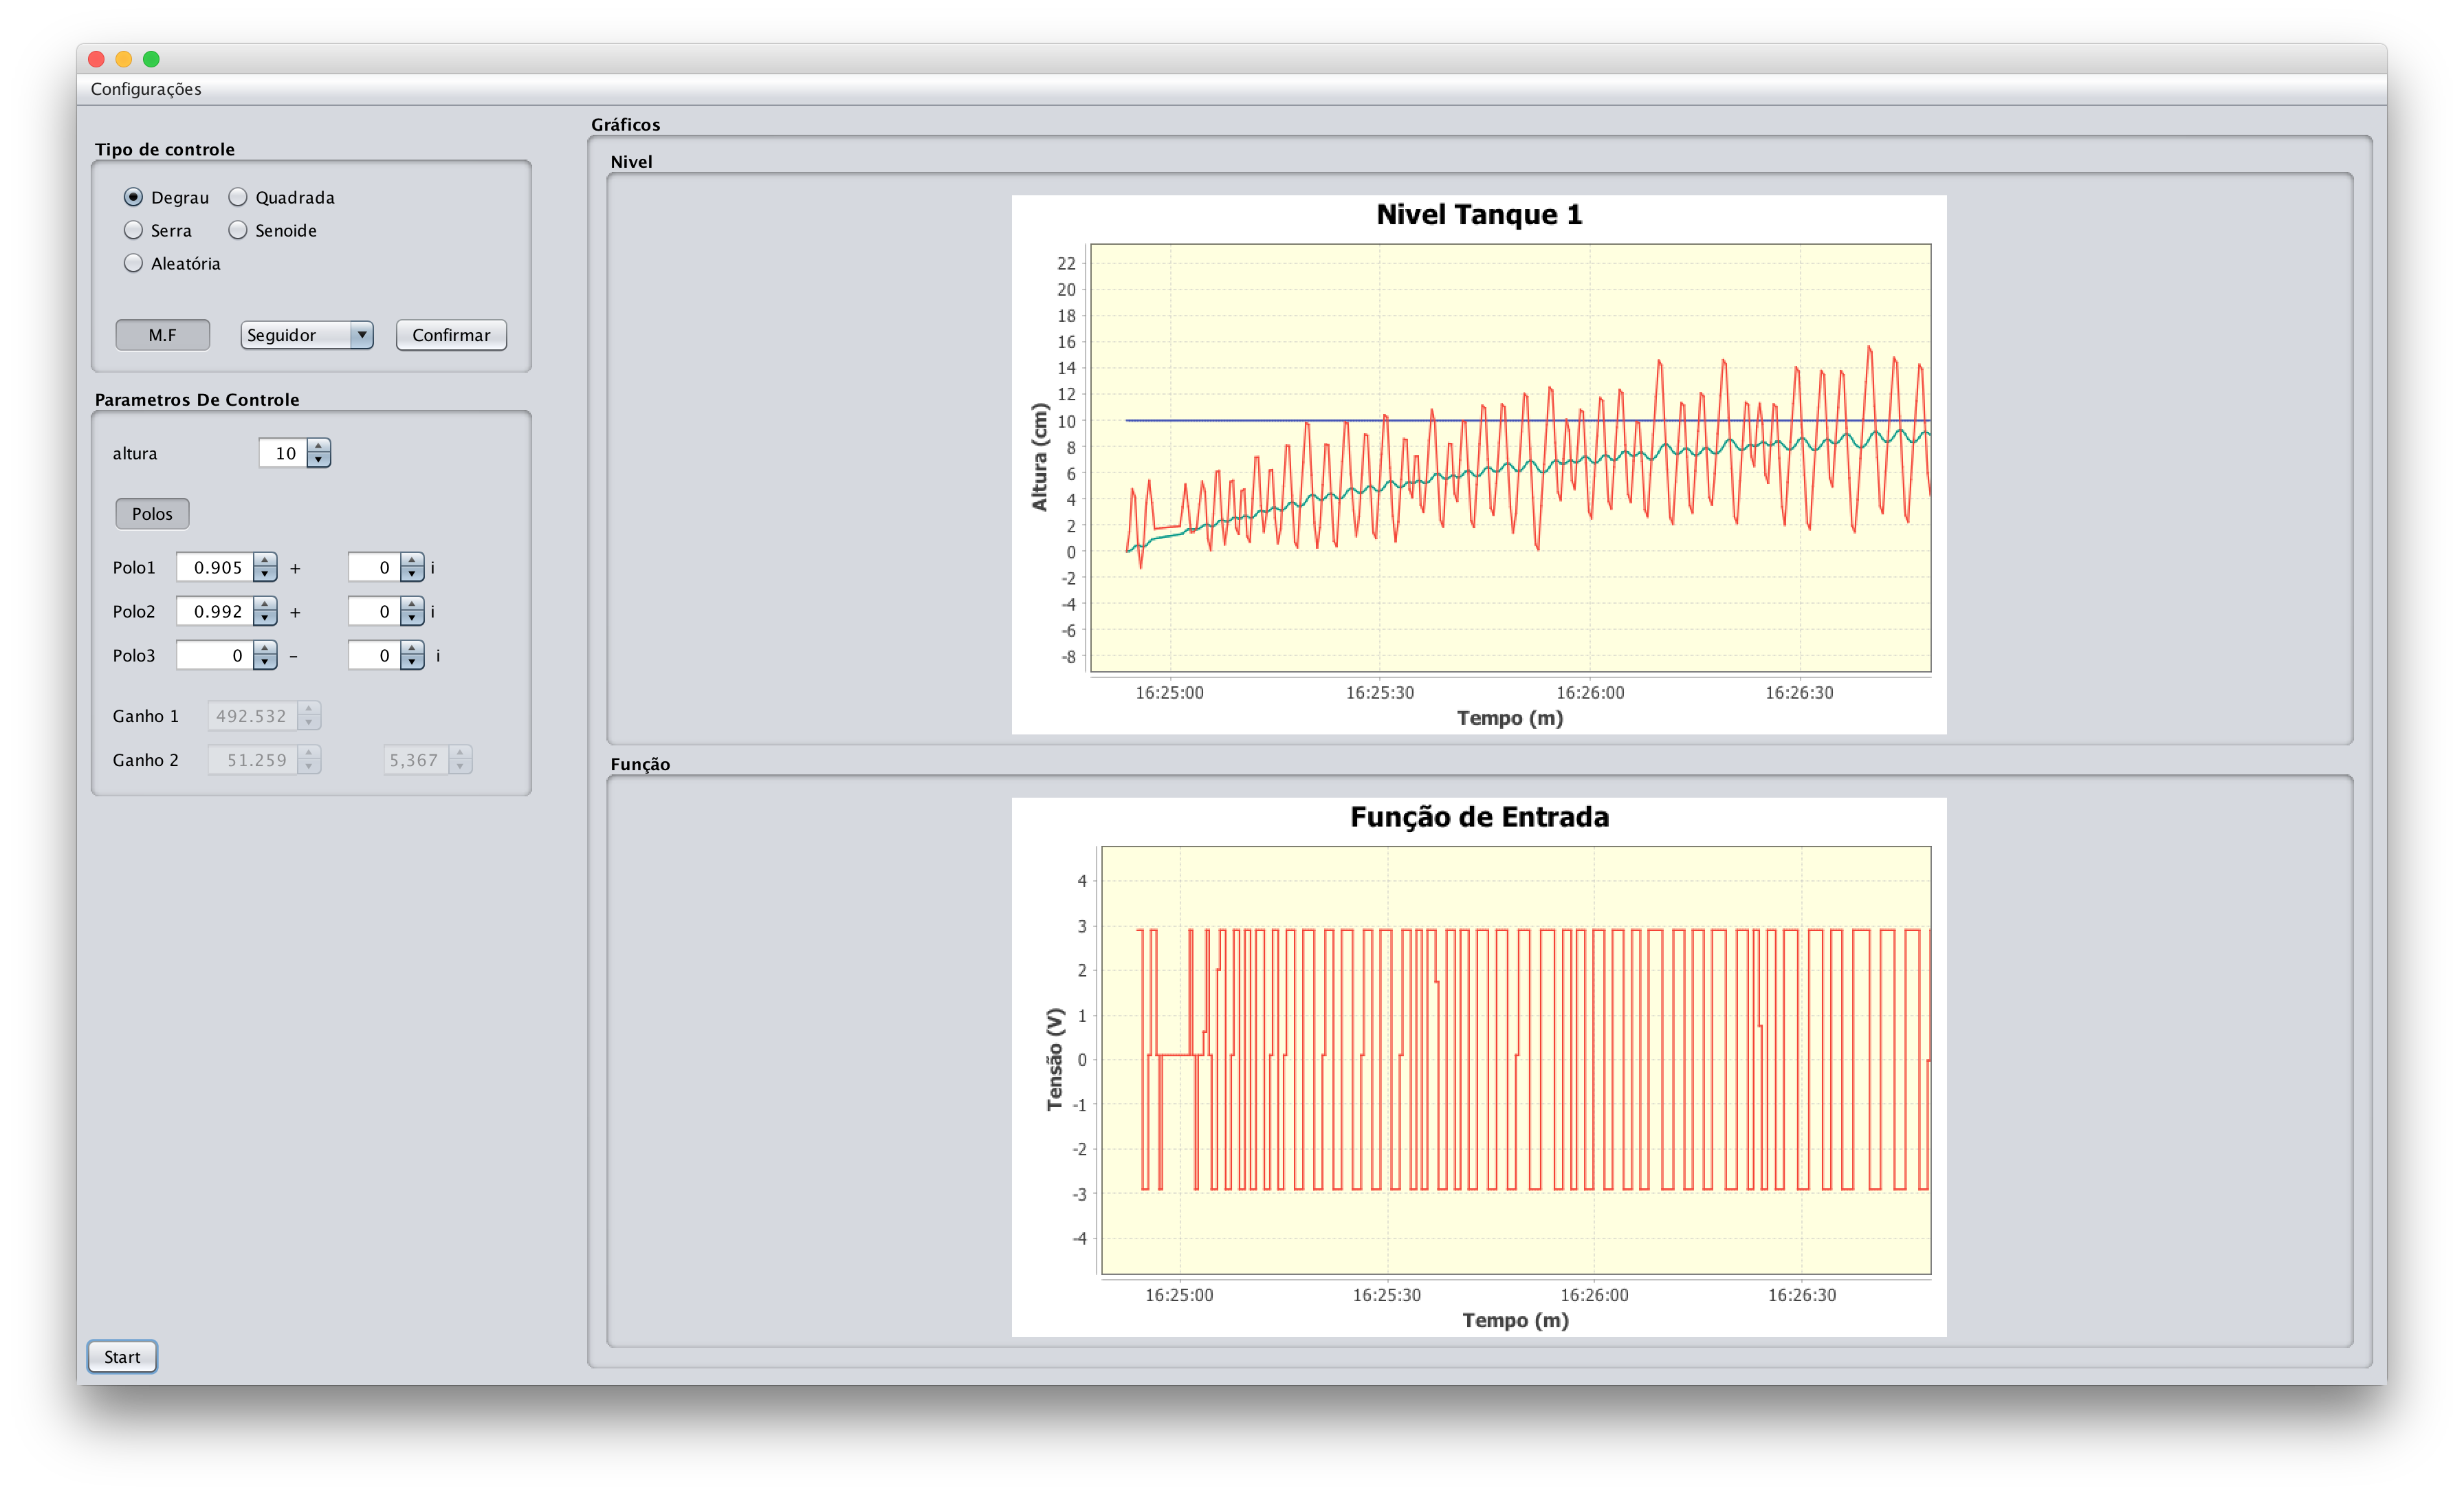 Configurações
Tipo de controle
Degrau Quadrada
Serra Senoide
Aleatória
M.F Seguidor Confirmar
Parametros De Controle
altura 10
Polos
Polo1 0.905 + 0 i
Polo2 0.992 + 0 i
Polo3 0 – 0 i
Ganho 1 492.532
Ganho 2 51.259 5,367
Start
Gráficos
Nivel
Nivel Tanque 1
Altura (cm)
22
20
18
16
14
12
10
8
6
4
2
0
-2
-4
-6
-8
16:25:00 16:25:30 16:26:00 16:26:30
Tempo (m)
Função
Função de Entrada
Tensão (V)
4
3
2
1
0
-1
-2
-3
-4
16:25:00 16:25:30 16:26:00 16:26:30
Tempo (m)